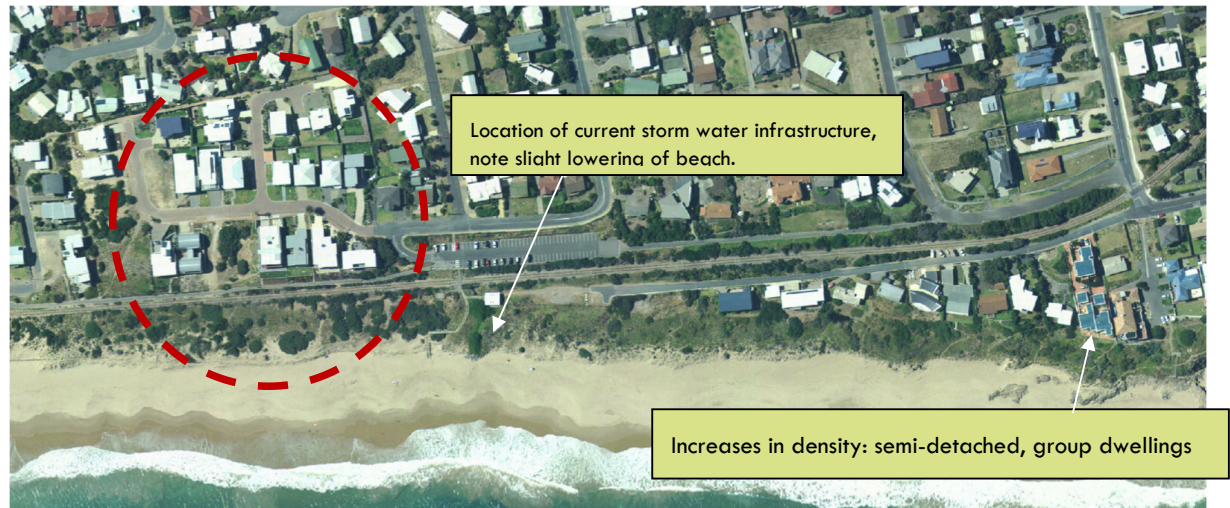 Location of current storm water infrastructure,
note slight lowering of beach.
Increases in density: semi-detached, group dwellings